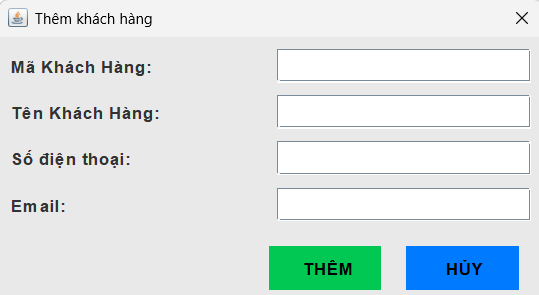 Thêm khách hàng
Mã Khách Hàng:
Tên Khách Hàng:
Số điện thoại:
Email:
THÊM HỦY